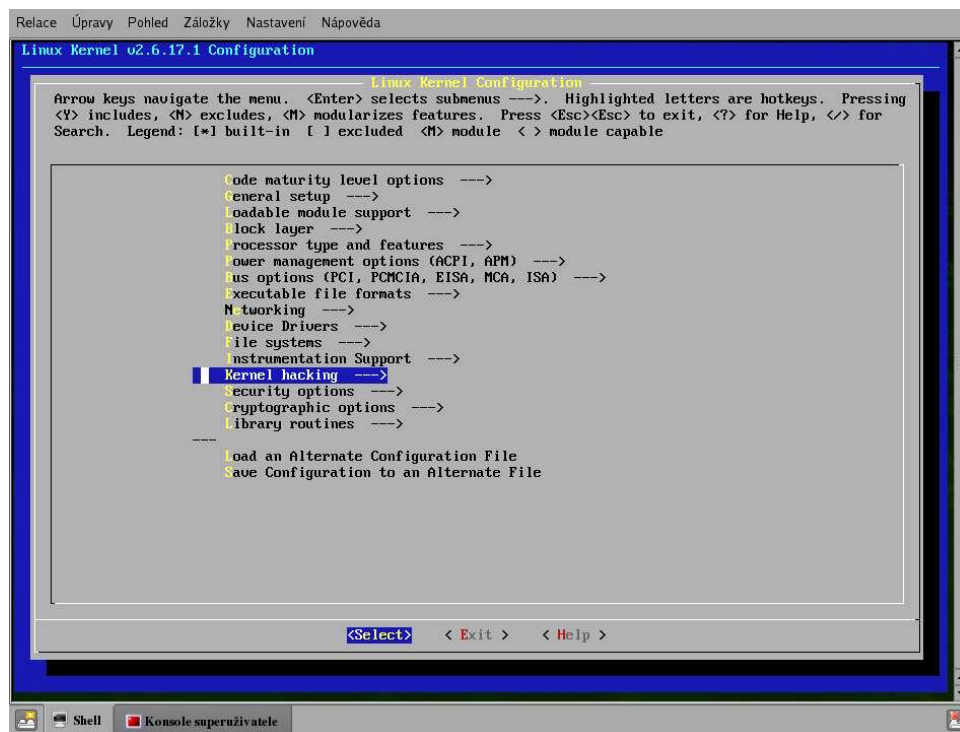 Relace Úpravy Pohled Záložky Nastavení Nápověda
Linux Kernel v2.6.17.1 Configuration
Linux Kernel Configuration
Arrow keys navigate the menu. <Enter> selects submenus --->. Highlighted letters are hotkeys. Pressing
<Y> includes, <N> excludes, <M> modularizes features. Press <Esc><Esc> to exit, <?> for Help, </> for
Search. Legend: [*] built-in [ ] excluded <M> module < > module capable
Code maturity level options --->
General setup --->
Loadable module support --->
Block layer --->
Processor type and features --->
Power management options (ACPI, APM) --->
Bus options (PCI, PCMCIA, EISA, MCA, ISA) --->
Executable file formats --->
Networking --->
Device Drivers --->
File systems --->
Instrumentation Support --->
Kernel hacking --->
Security options --->
Cryptographic options --->
Library routines --->
---
Load an Alternate Configuration File
Save Configuration to an Alternate File
<Select> < Exit > < Help >
Shell Konsole superuživatele